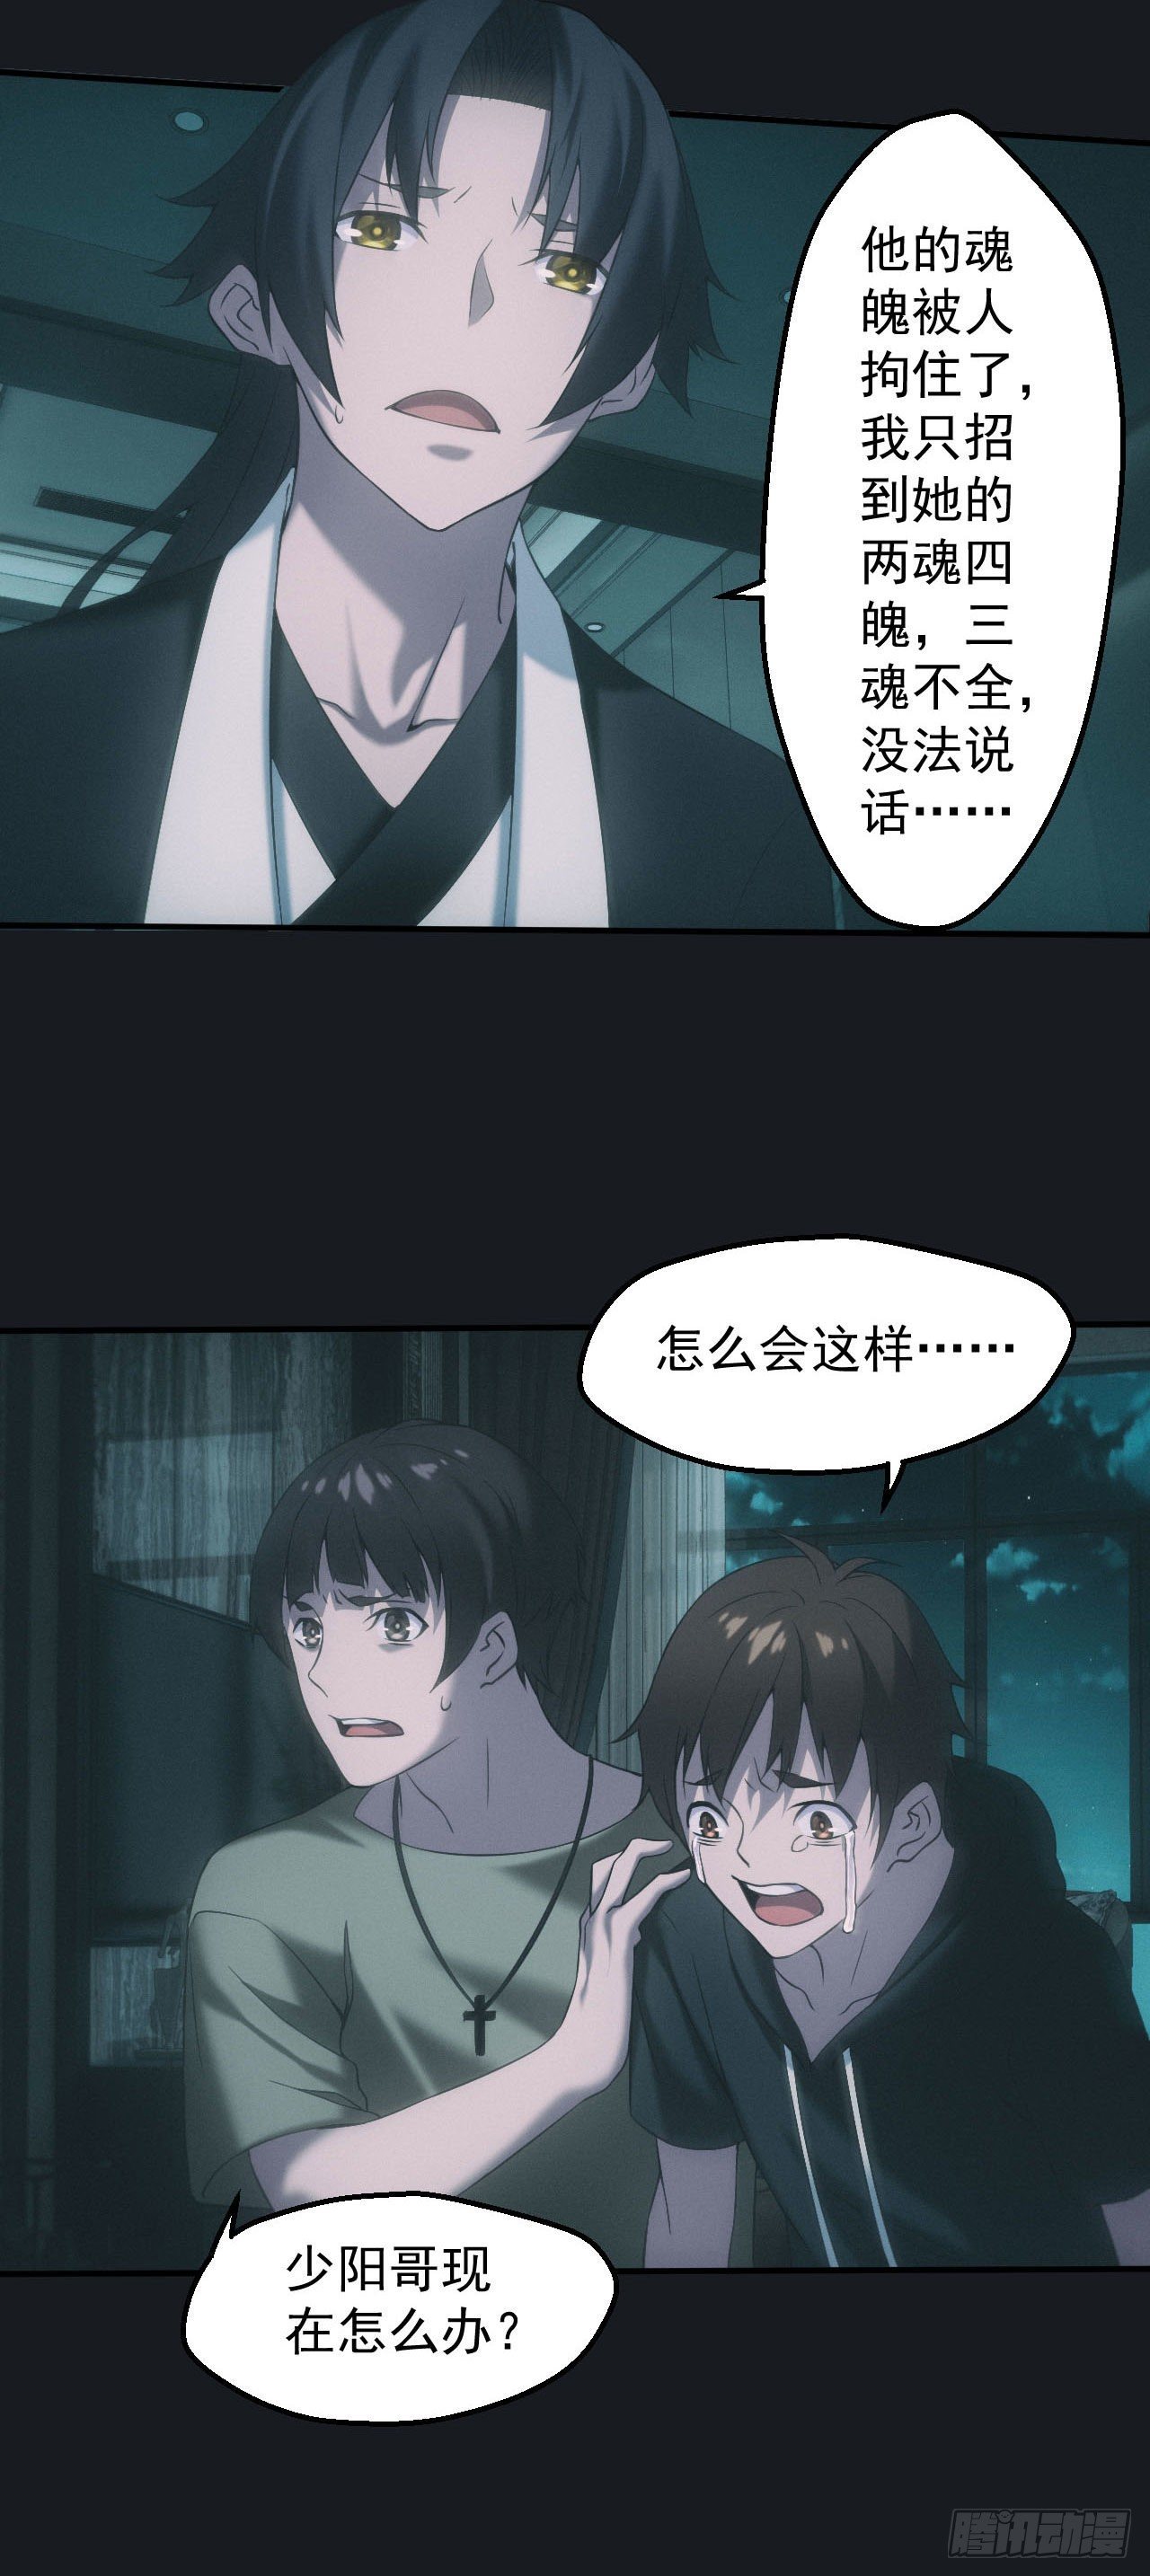 他的魂
魄被人
拘住了，
我只招
到她的
两魂四
魄，三
魂不全，
没法说
话……
怎么会这样……
少阳哥现
在怎么办？
腾讯动漫